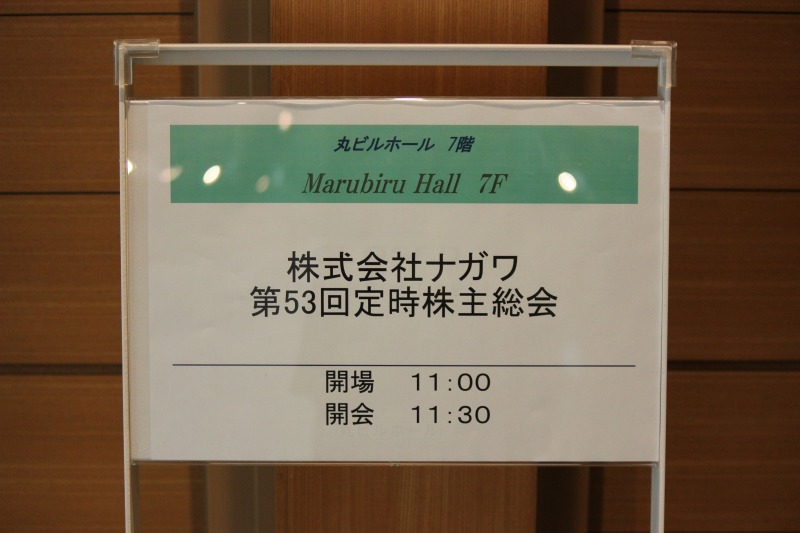 丸ビルホール 7階
Marubiru Hall 7F
株式会社ナガワ
第53回定時株主総会
開場 11:00
開会 11:30